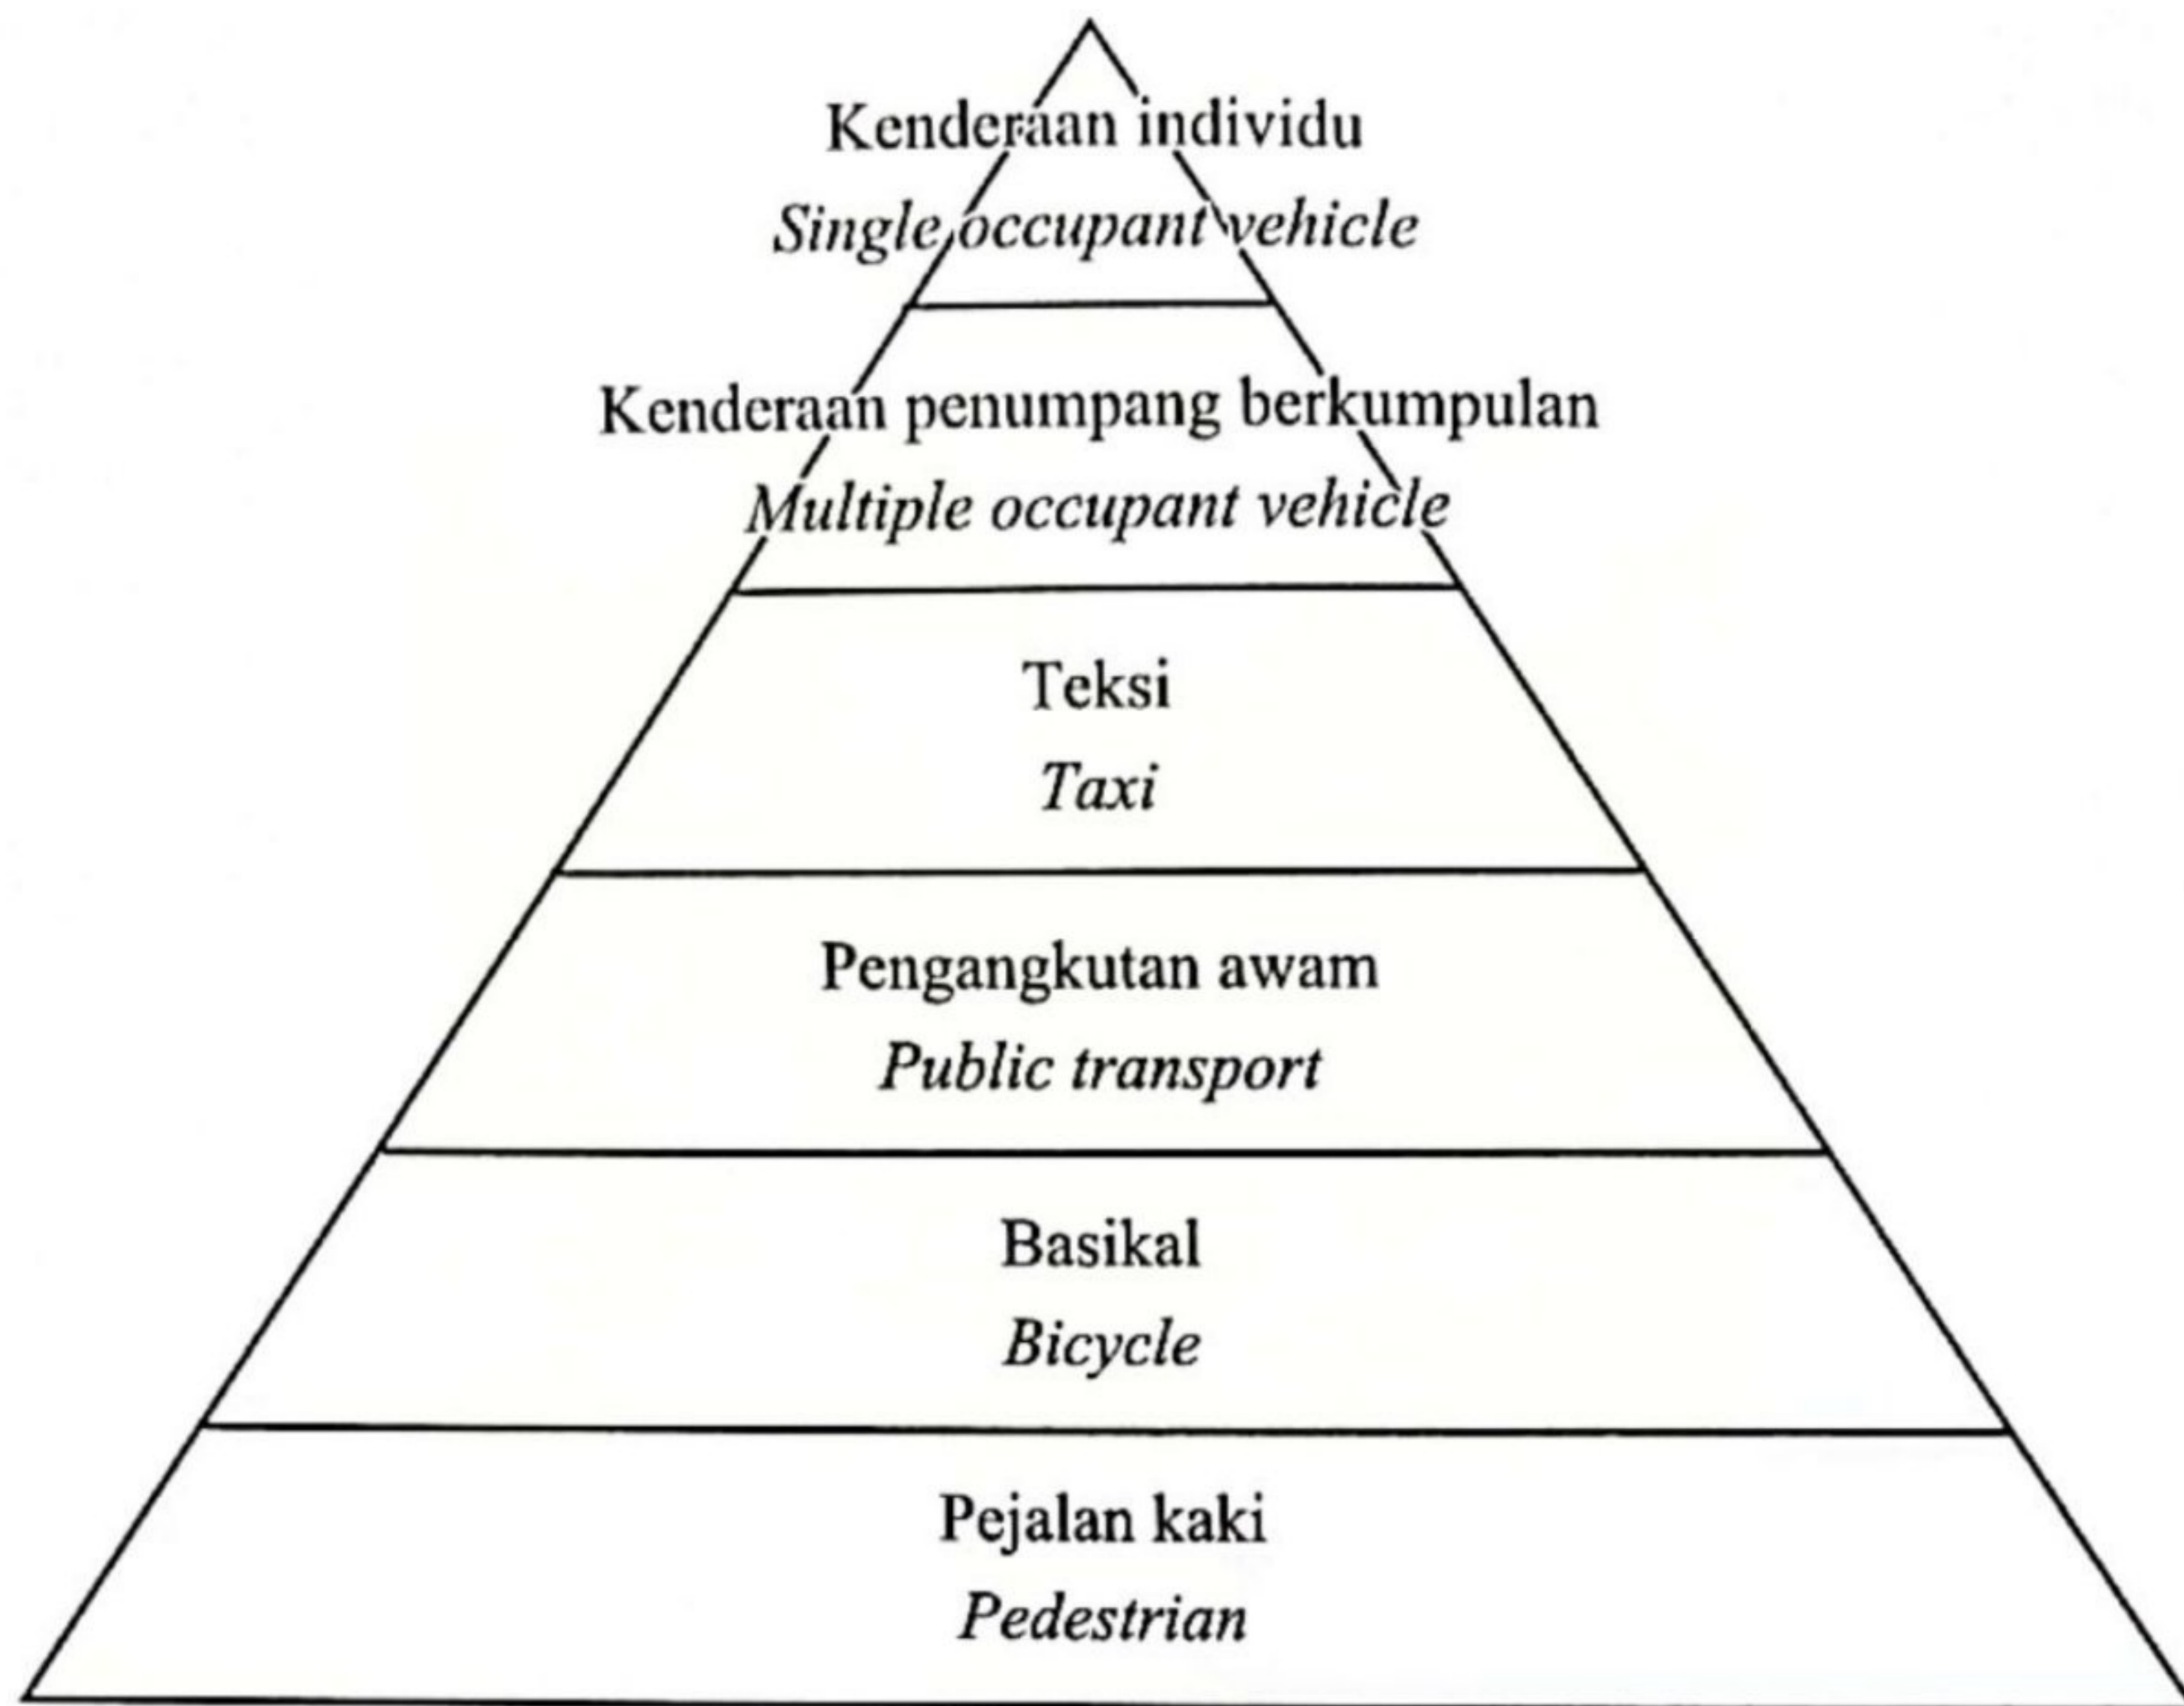 Kenderaan individu
Single occupant vehicle
Kenderaan penumpang berkumpulan
Multiple occupant vehicle
Teksi
Taxi
Pengangkutan awam
Public transport
Basikal
Bicycle
Pejalan kaki
Pedestrian